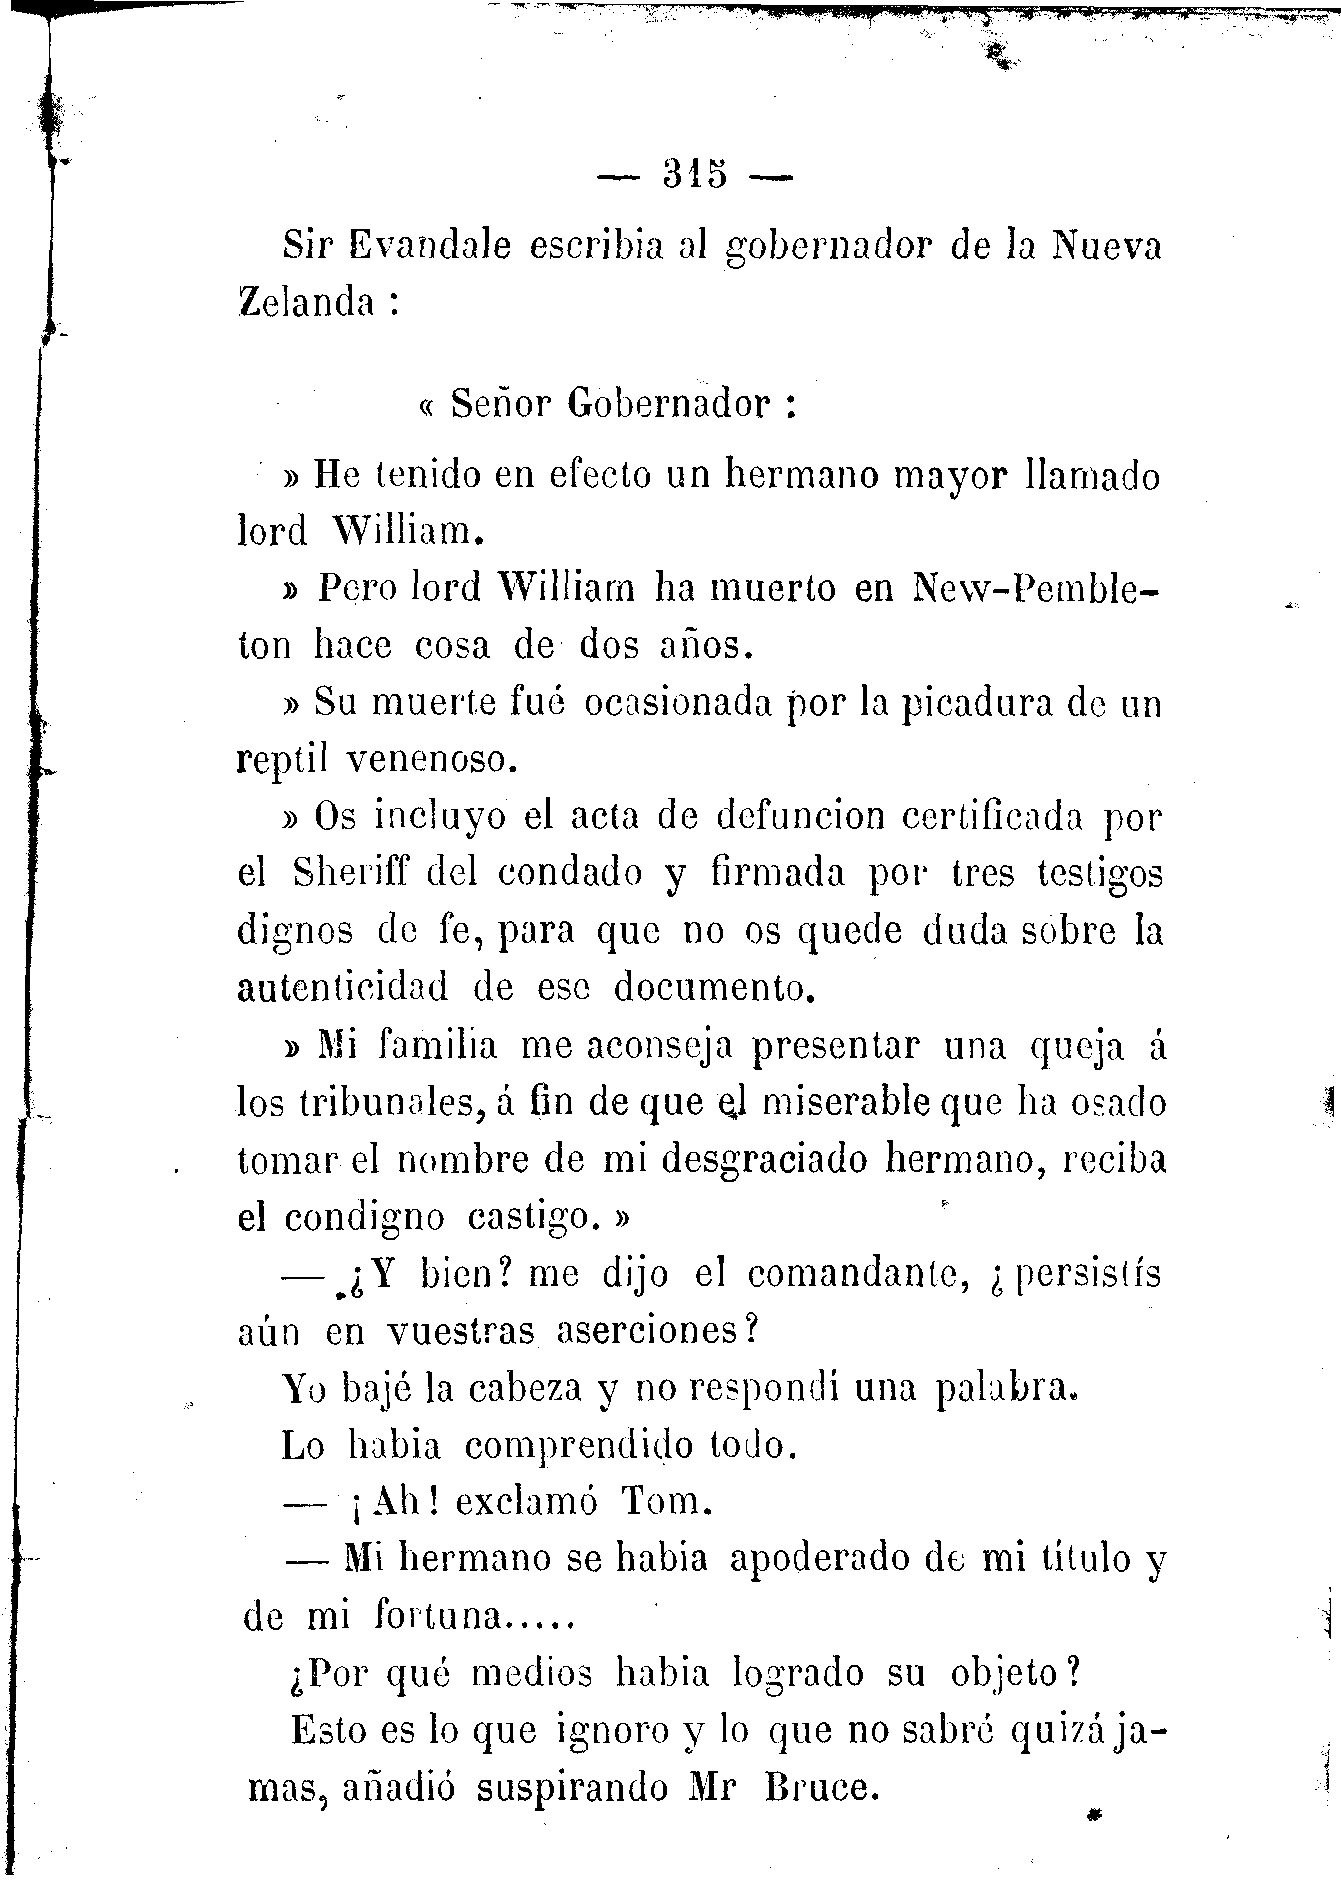 — 315 —
Sir Evandale escribia al gobernador de la Nueva
Zelanda :
« Señor Gobernador :
» He tenido en efecto un hermano mayor llamado
lord William.
» Pero lord William ha muerto en New-Pemble-
ton hace cosa de dos años.
» Su muerte fué ocasionada por la picadura de un
reptil venenoso.
» Os incluyo el acta de defuncion certificada por
el Sheriff del condado y firmada por tres testigos
dignos de fe, para que no os quede duda sobre la
autenticidad de ese documento.
» Mi familia me aconseja presentar una queja á
los tribunales, á fin de que el miserable que ha osado
tomar el nombre de mi desgraciado hermano, reciba
el condigno castigo. »
— ¿Y bien? me dijo el comandante, ¿ persistís
aún en vuestras aserciones?
Yo bajé la cabeza y no respondí una palabra.
Lo habia comprendido todo.
— ¡Ah! exclamó Tom.
— Mi hermano se habia apoderado de mi título y
de mi fortuna.....
¿Por qué medios habia logrado su objeto?
Esto es lo que ignoro y lo que no sabré quizá ja-
mas, añadió suspirando Mr Bruce.